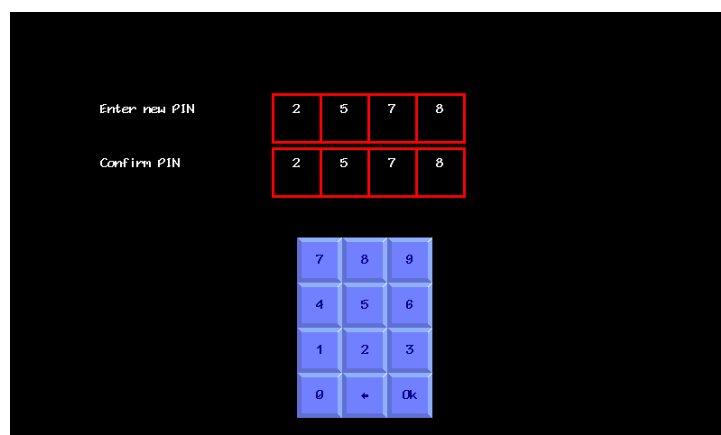 Enter new PIN 2 5 7 8
Confirm PIN 2 5 7 8
7 8 9
4 5 6
1 2 3
0 ← Ok